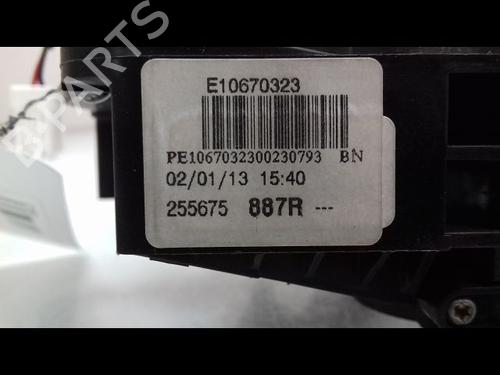 E10670323
PE1067032300230793 BN
02/01/13 15:40
255675 887R ---
B-PARTS